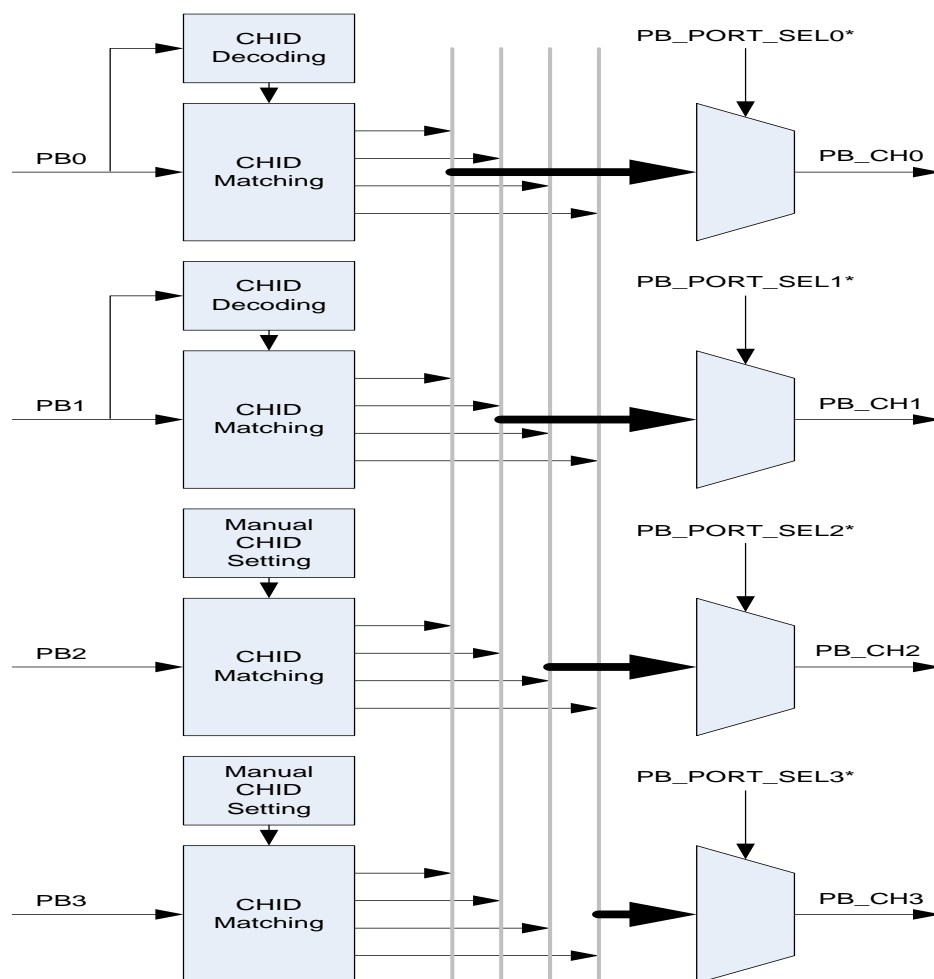 CHID
Decoding
PB_PORT_SEL0*
PB0
CHID
Matching
PB_CH0
CHID
Decoding
PB_PORT_SEL1*
PB1
CHID
Matching
PB_CH1
Manual
CHID
Setting
PB_PORT_SEL2*
PB2
CHID
Matching
PB_CH2
Manual
CHID
Setting
PB_PORT_SEL3*
PB3
CHID
Matching
PB_CH3